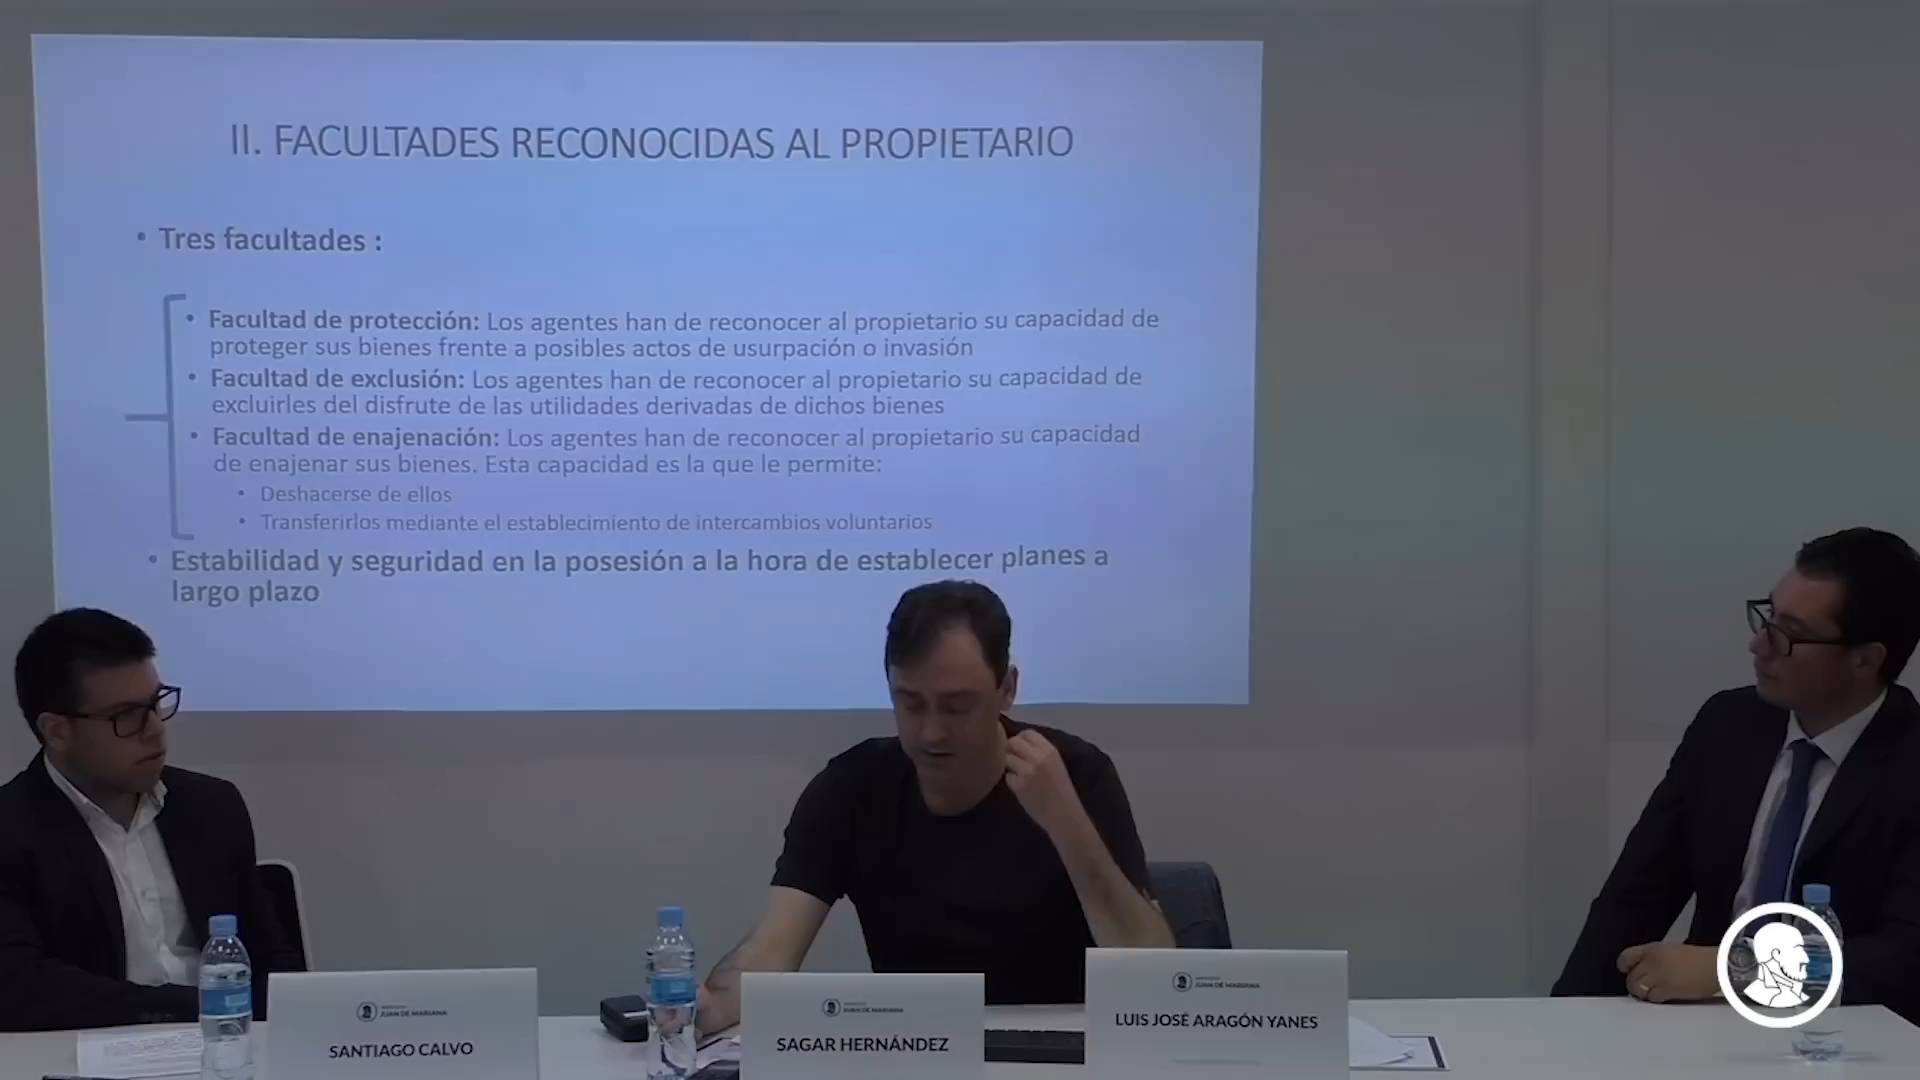 II. FACULTADES RECONOCIDAS AL PROPIETARIO
• Tres facultades :
• Facultad de protección: Los agentes han de reconocer al propietario su capacidad de
proteger sus bienes frente a posibles actos de usurpación o invasión
• Facultad de exclusión: Los agentes han de reconocer al propietario su capacidad de
excluirles del disfrute de las utilidades derivadas de dichos bienes
• Facultad de enajenación: Los agentes han de reconocer al propietario su capacidad
de enajenar sus bienes. Esta capacidad es la que le permite:
• Deshacerse de ellos
• Transferirlos mediante el establecimiento de intercambios voluntarios
• Estabilidad y seguridad en la posesión a la hora de establecer planes a
largo plazo
JUAN DE MARIANA
SANTIAGO CALVO
JUAN DE MARIANA
SAGAR HERNÁNDEZ
JUAN DE MARIANA
LUIS JOSÉ ARAGÓN YANES